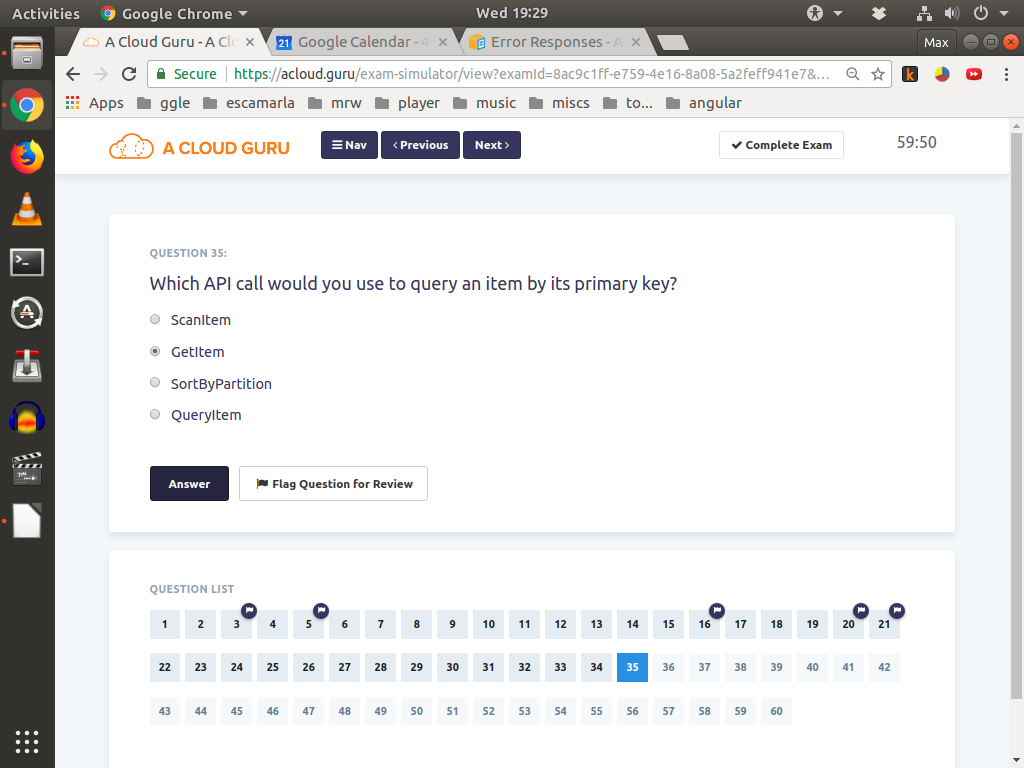 Activities Google Chrome Wed 19:29
A Cloud Guru - A Clo Google Calendar - 4 Error Responses - A Max
Secure https://acloud.guru/exam-simulator/view?examId=8ac9c1ff-e759-4e16-8a08-5a2feff941e7&...
Apps ggle escamarla mrw player music miscs to... angular
A CLOUD GURU Nav Previous Next Complete Exam 59:50
QUESTION 35:
Which API call would you use to query an item by its primary key?
ScanItem
GetItem
SortByPartition
QueryItem
Answer Flag Question for Review
QUESTION LIST
1 2 3 4 5 6 7 8 9 10 11 12 13 14 15 16 17 18 19 20 21
22 23 24 25 26 27 28 29 30 31 32 33 34 35 36 37 38 39 40 41 42
43 44 45 46 47 48 49 50 51 52 53 54 55 56 57 58 59 60